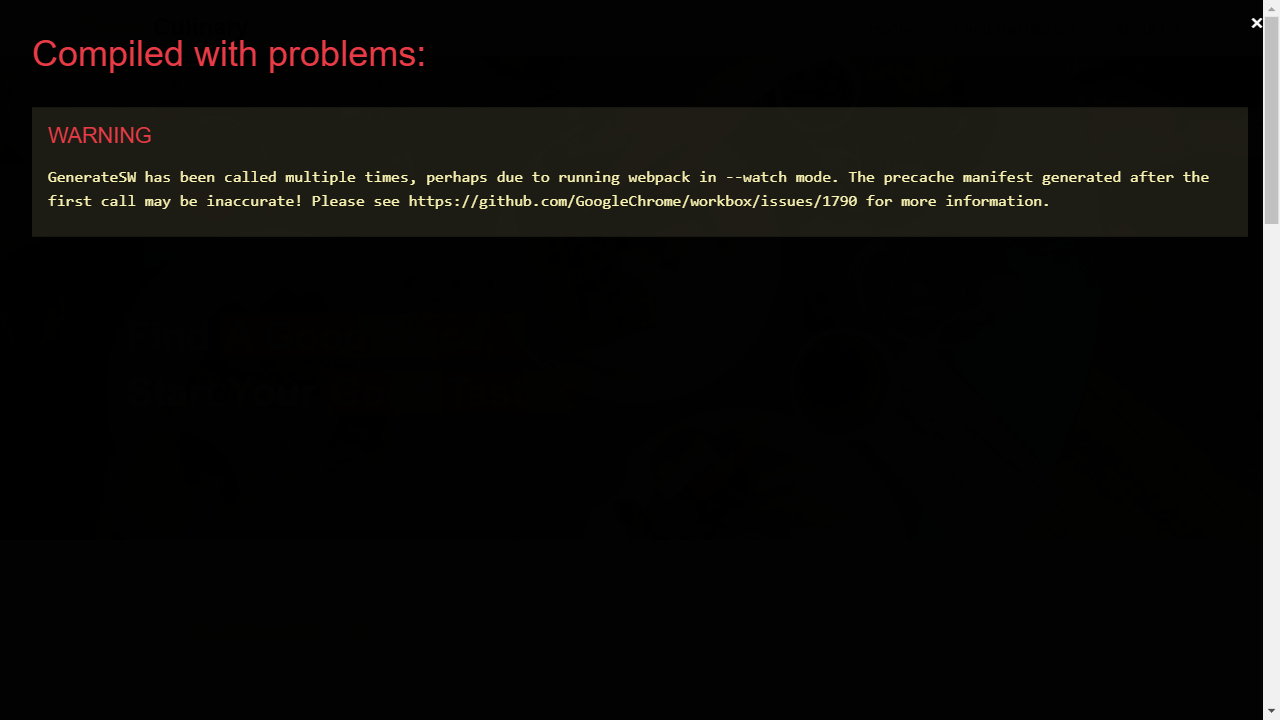 Compiled with problems:
×
WARNING
GenerateSW has been called multiple times, perhaps due to running webpack in --watch mode. The precache manifest generated after the
first call may be inaccurate! Please see https://github.com/GoogleChrome/workbox/issues/1790 for more information.